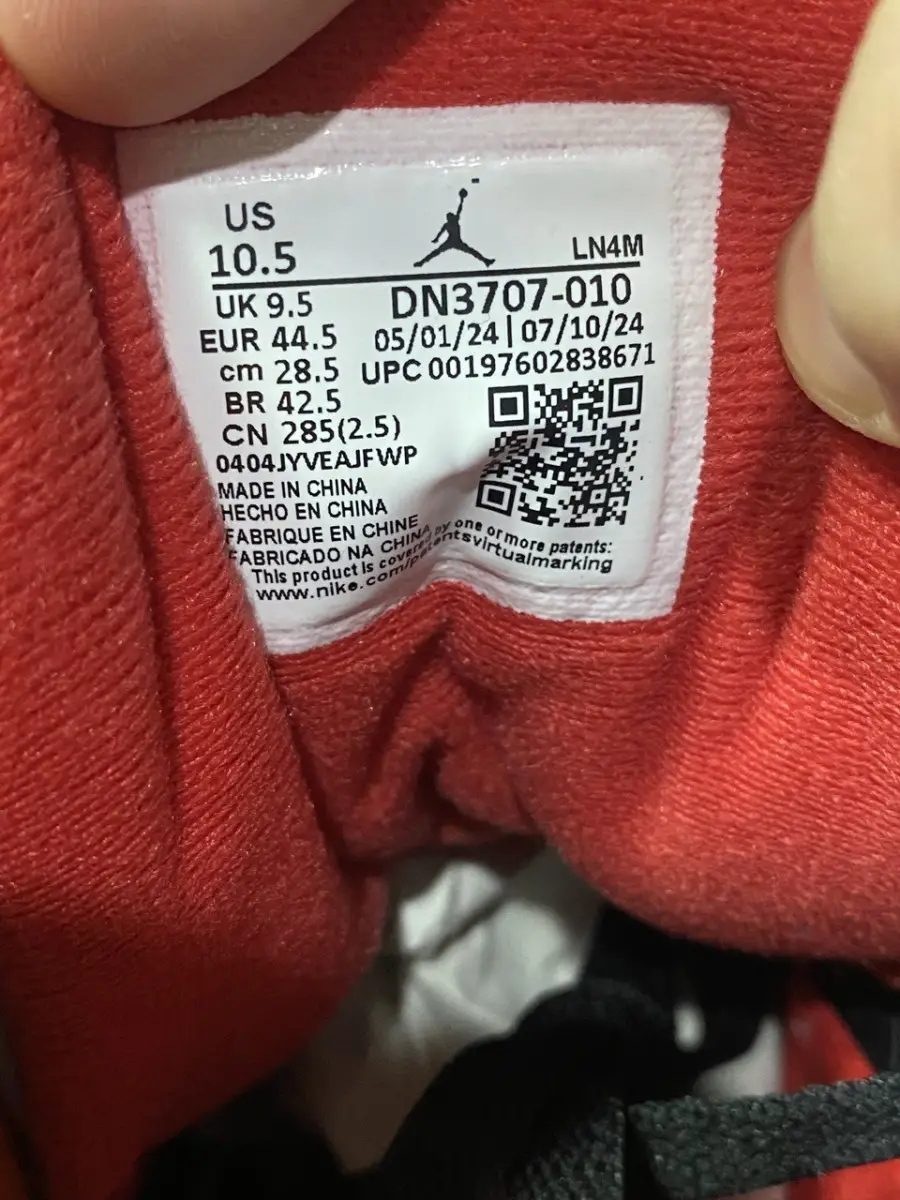 US
10.5
LN4M
UK 9.5
DN3707-010
EUR 44.5
05/01/24 | 07/10/24
cm 28.5
UPC 00197602838671
BR 42.5
CN 285(2.5)
0404JYVEAJFWP
MADE IN CHINA
HECHO EN CHINA
FABRIQUE EN CHINE
FABRICADO NA CHINA
This product is covered by one or more patents:
www.nike.com/patentsvirtualmarking